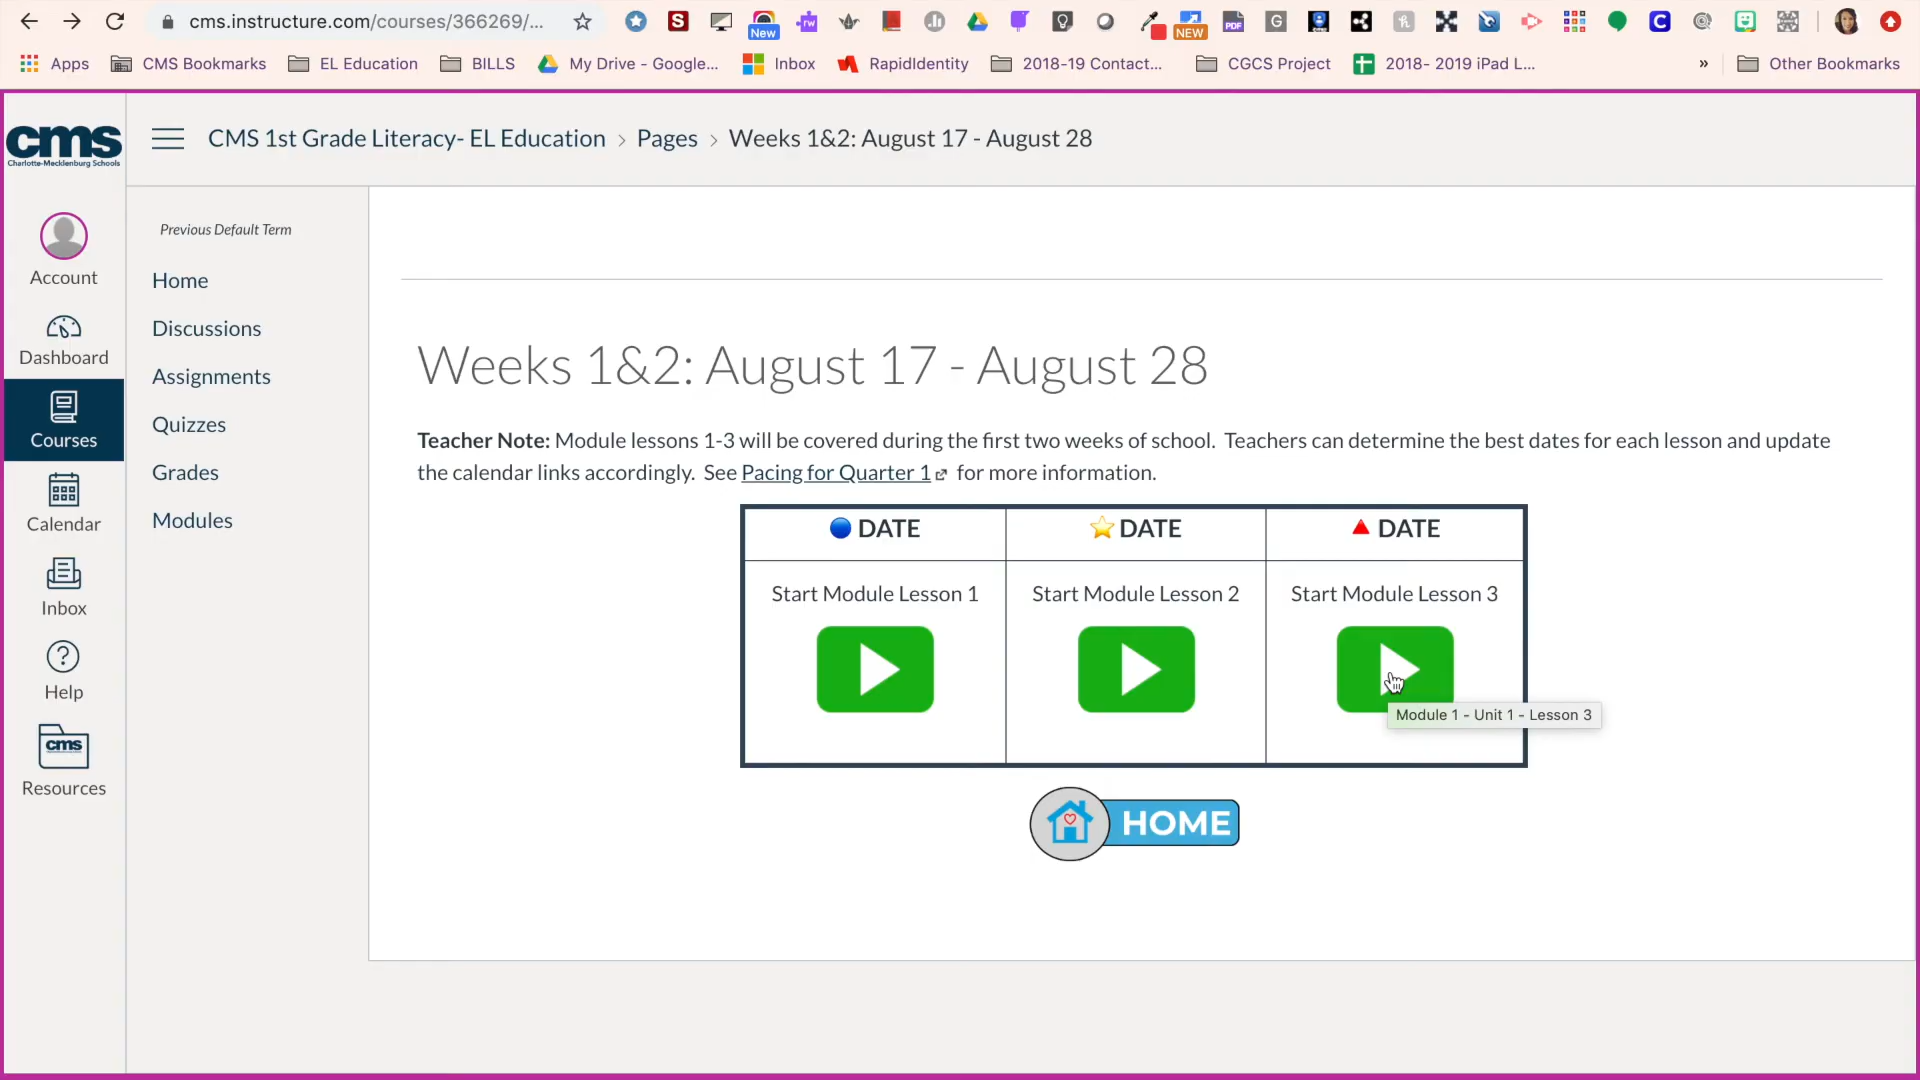 cms.instructure.com/courses/366269/...
New
NEW
PDF
Apps
CMS Bookmarks
EL Education
BILLS
My Drive - Google...
Inbox
RapidIdentity
2018-19 Contact...
CGCS Project
2018- 2019 iPad L...
»
Other Bookmarks
cms
Charlotte-Mecklenburg Schools
CMS 1st Grade Literacy- EL Education › Pages › Weeks 1&2: August 17 - August 28
Account
Dashboard
Courses
Calendar
Inbox
Help
cms
Resources
Previous Default Term
Home
Discussions
Assignments
Quizzes
Grades
Modules
Weeks 1&2: August 17 - August 28
Teacher Note: Module lessons 1-3 will be covered during the first two weeks of school. Teachers can determine the best dates for each lesson and update
the calendar links accordingly. See Pacing for Quarter 1 for more information.
DATE
DATE
DATE
Start Module Lesson 1
Start Module Lesson 2
Start Module Lesson 3
Module 1 - Unit 1 - Lesson 3
HOME